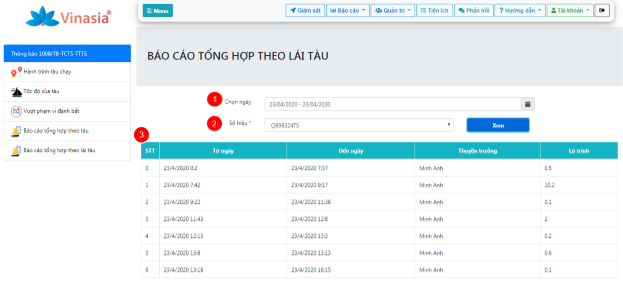 Vinasia®
Menu
Giám sát
Báo cáo
Quản trị
Tiện ích
Phản hồi
? Hướng dẫn
Tài khoản
Thông báo 1008/TB-TCTS-TTTS
Hành trình tàu chạy
Tốc độ của tàu
Vượt phạm vi đánh bắt
Báo cáo tổng hợp theo tàu
Báo cáo tổng hợp theo lái tàu
BÁO CÁO TỔNG HỢP THEO LÁI TÀU
1 Chọn ngày 23/04/2020 - 23/04/2020
2 Số hiệu * QB98324TS Xem
3
STT Từ ngày Đến ngày Thuyền trưởng Lộ trình
0 23/4/2020 0:2 23/4/2020 7:37 Minh Anh 0.5
1 23/4/2020 7:42 23/4/2020 9:17 Minh Anh 10.2
2 23/4/2020 9:22 23/4/2020 11:38 Minh Anh 0.1
3 23/4/2020 11:43 23/4/2020 12:8 Minh Anh 2
4 23/4/2020 12:13 23/4/2020 13:3 Minh Anh 0.2
5 23/4/2020 13:8 23/4/2020 13:13 Minh Anh 0.6
6 23/4/2020 13:18 23/4/2020 16:15 Minh Anh 0.1